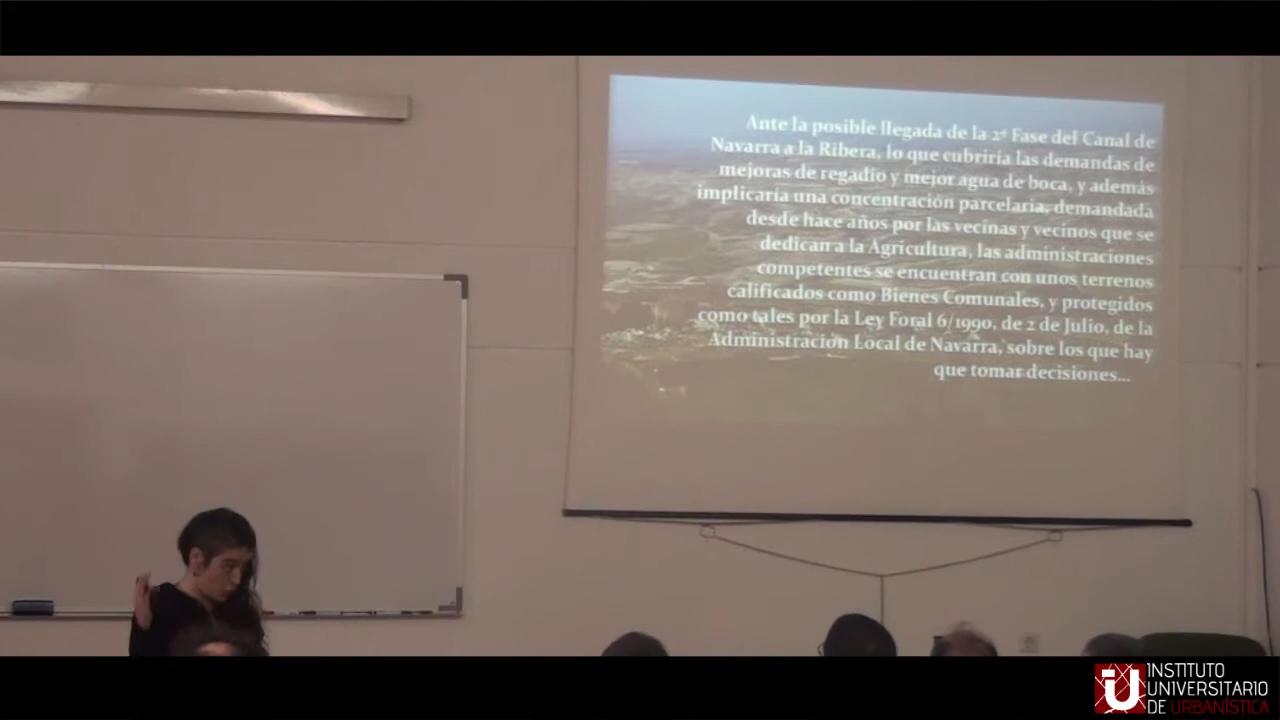 Ante la posible llegada de la 2ª Fase del Canal de
Navarra a la Ribera, lo que cubriría las demandas de
mejoras de regadío y mejor agua de boca, y además
implicaría una concentración parcelaria, demandada
desde hace años por las vecinas y vecinos que se
dedican a la Agricultura, las administraciones
competentes se encuentran con unos terrenos
calificados como Bienes Comunales, y protegidos
como tales por la Ley Foral 6/1990, de 2 de Julio, de la
Administración Local de Navarra, sobre los que hay
que tomar decisiones...
iU
INSTITUTO
UNIVERSITARIO
DE URBANÍSTICA